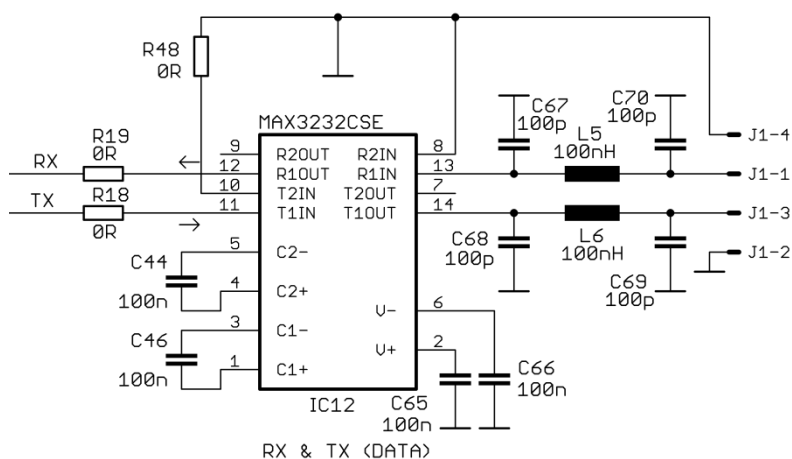 R48
0R
MAX3232CSE
C67
100p
C70
100p
R19
0R
RX
9
R2OUT
R2IN
8
L5
100nH
J1-4
12
R1OUT
R1IN
13
J1-1
R18
0R
TX
10
T2IN
T2OUT
7
11
T1IN
T1OUT
14
J1-3
C44
100n
5
C2-
C68
100p
L6
100nH
J1-2
4
C2+
C69
100p
C46
100n
3
C1-
V-
6
1
C1+
V+
2
C66
100n
IC12
C65
100n
RX & TX (DATA)